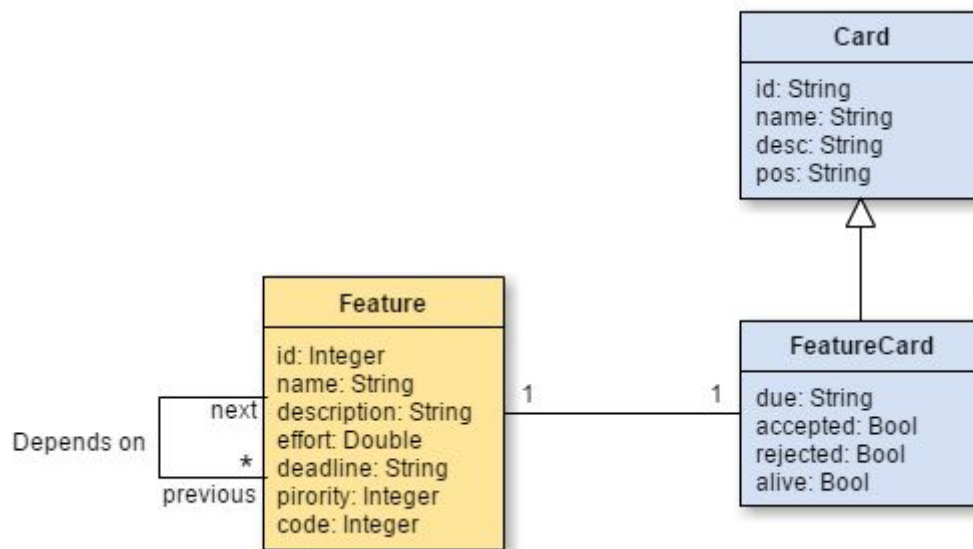 Card
id: String
name: String
desc: String
pos: String
Feature
id: Integer
name: String
description: String
effort: Double
deadline: String
pirority: Integer
code: Integer
next
Depends on
*
previous
1
1
FeatureCard
due: String
accepted: Bool
rejected: Bool
alive: Bool